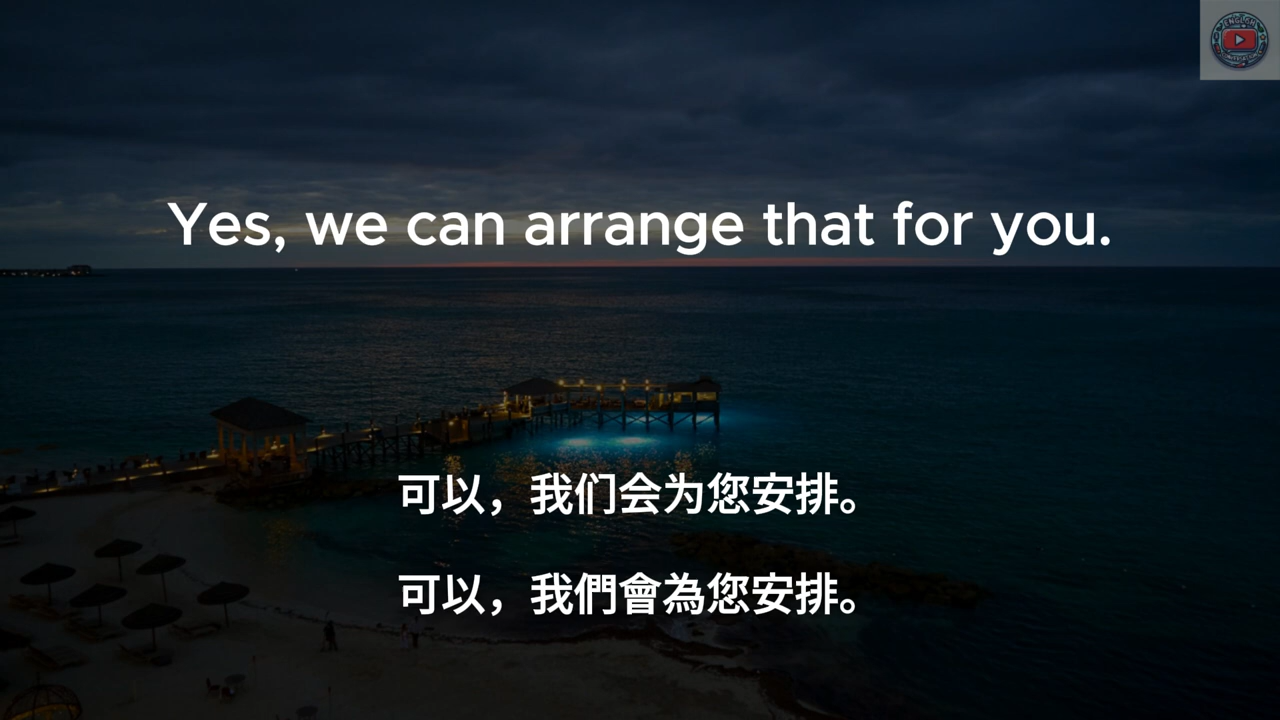 Yes, we can arrange that for you.
可以，我们会为您安排。
可以，我們會為您安排。